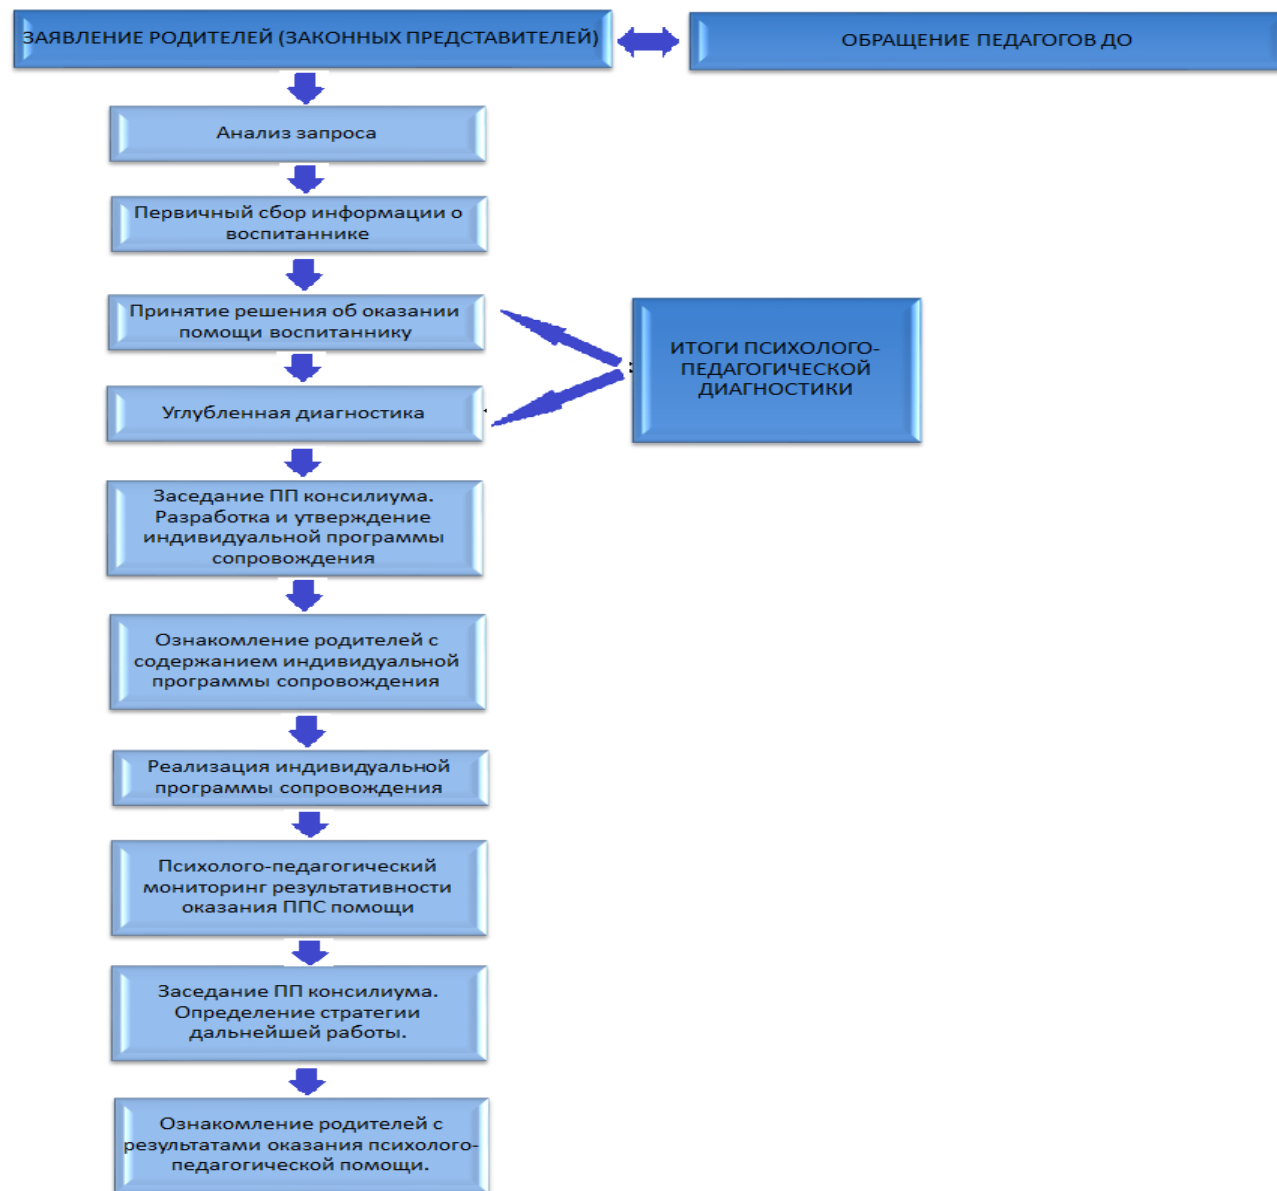 ЗАЯВЛЕНИЕ РОДИТЕЛЕЙ (ЗАКОННЫХ ПРЕДСТАВИТЕЛЕЙ)
ОБРАЩЕНИЕ ПЕДАГОГОВ ДО
Анализ запроса
Первичный сбор информации о
воспитаннике
Принятие решения об оказании
помощи воспитаннику
ИТОГИ ПСИХОЛОГО-
ПЕДАГОГИЧЕСКОЙ
ДИАГНОСТИКИ
Углубленная диагностика
Заседание ПП консилиума.
Разработка и утверждение
индивидуальной программы
сопровождения
Ознакомление родителей с
содержанием индивидуальной
программы сопровождения
Реализация индивидуальной
программы сопровождения
Психолого-педагогический
мониторинг результативности
оказания ППС помощи
Заседание ПП консилиума.
Определение стратегии
дальнейшей работы.
Ознакомление родителей с
результатами оказания психолого-
педагогической помощи.